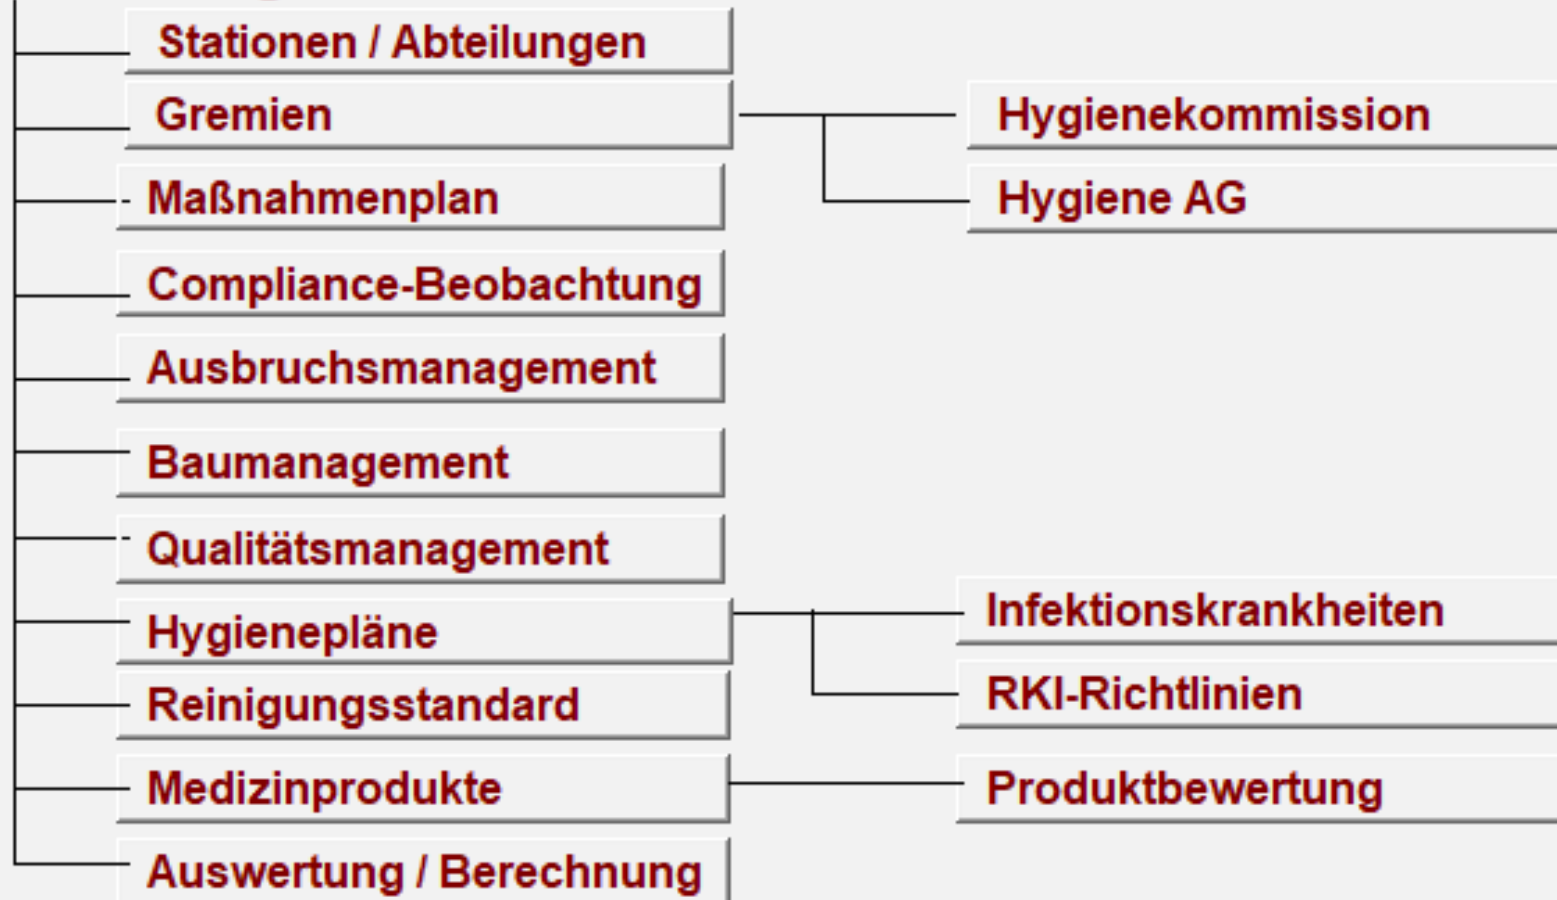 Stationen / Abteilungen
Gremien
Hygienekommission
Maßnahmenplan
Hygiene AG
Compliance-Beobachtung
Ausbruchsmanagement
Baumanagement
Qualitätsmanagement
Hygienepläne
Infektionskrankheiten
Reinigungsstandard
RKI-Richtlinien
Medizinprodukte
Produktbewertung
Auswertung / Berechnung